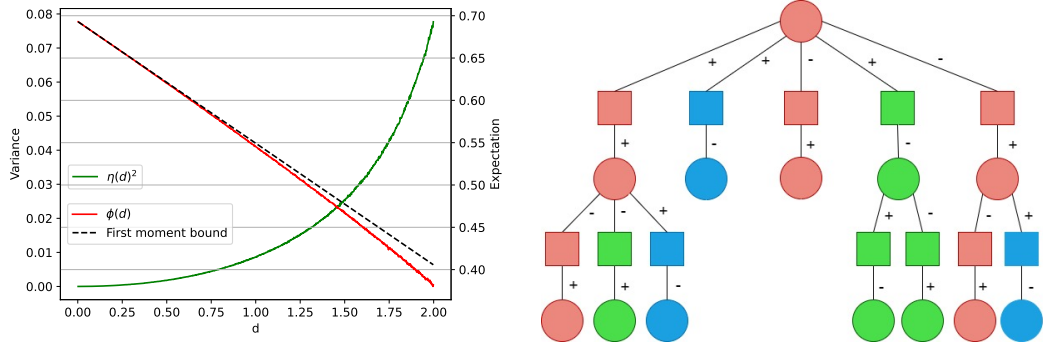 0.08
0.07
0.06
0.05
0.04
0.03
0.02
0.01
0.00
Variance
0.70
0.65
0.60
0.55
0.50
0.45
0.40
Expectation
η(d)²
ϕ(d)
First moment bound
0.00 0.25 0.50 0.75 1.00 1.25 1.50 1.75 2.00
d
+ + - + -
+ - + - +
- - + + - - +
+ + - - + + -